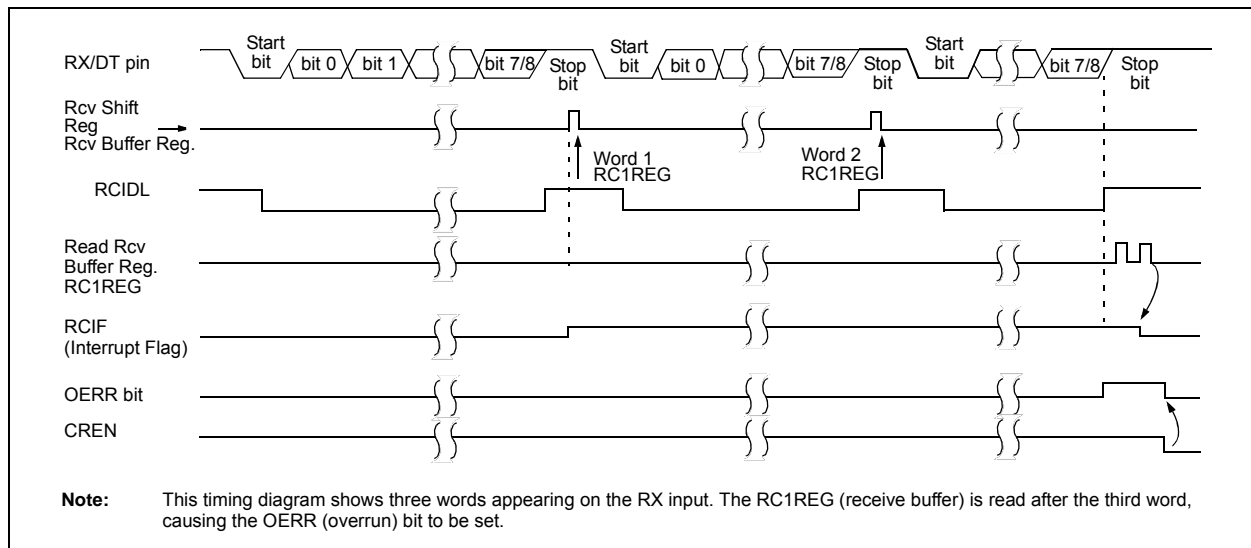 Start
bit
RX/DT pin
bit 0
bit 1
bit 7/8
Stop
bit
Start
bit
bit 0
bit 7/8
Stop
bit
Start
bit
bit 7/8
Stop
bit
Rcv Shift
Reg
Rcv Buffer Reg.
Word 1
RC1REG
Word 2
RC1REG
RCIDL
Read Rcv
Buffer Reg.
RC1REG
RCIF
(Interrupt Flag)
OERR bit
CREN
Note: This timing diagram shows three words appearing on the RX input. The RC1REG (receive buffer) is read after the third word,
causing the OERR (overrun) bit to be set.